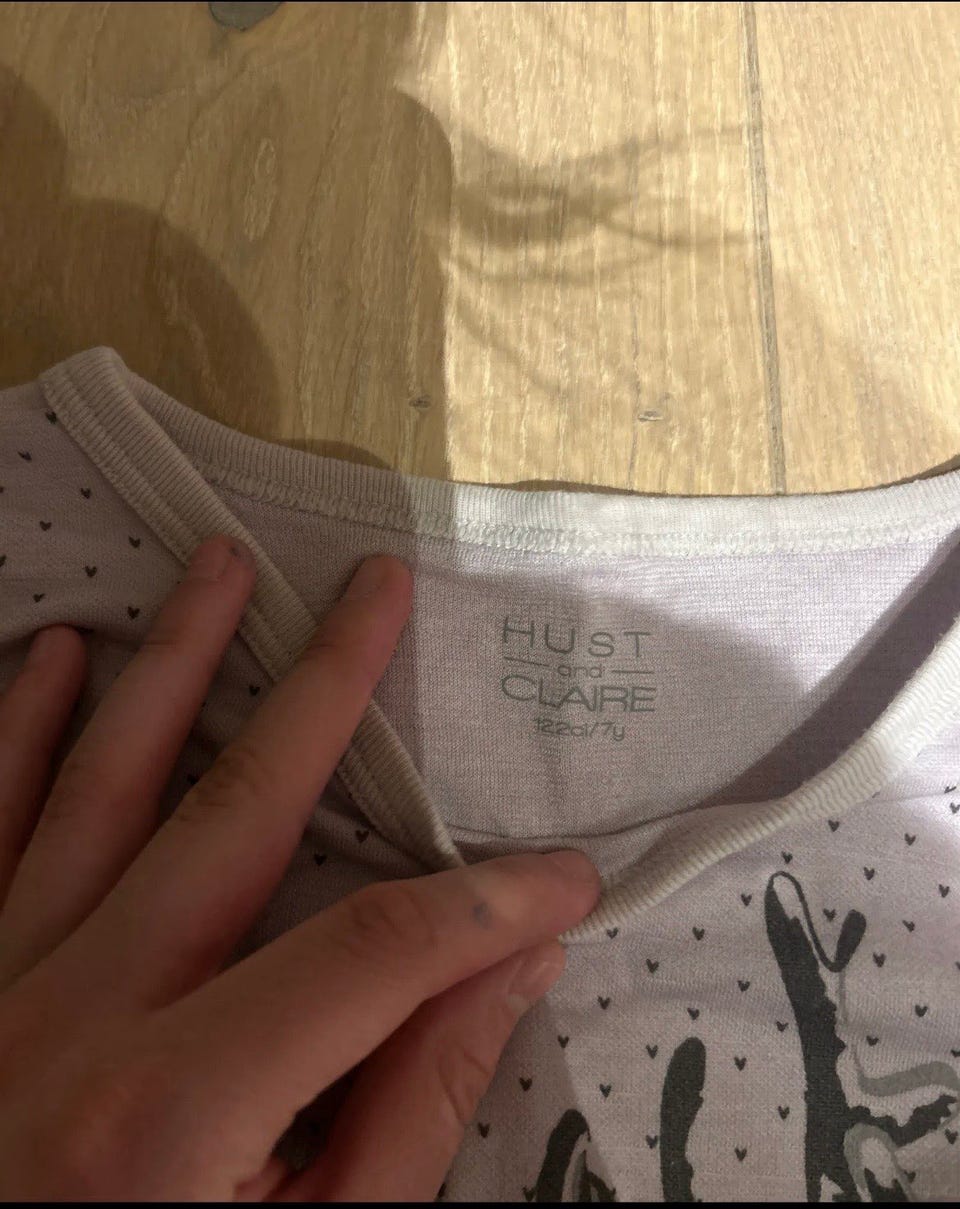 HUST
and
CLAIRE
122cl/7y